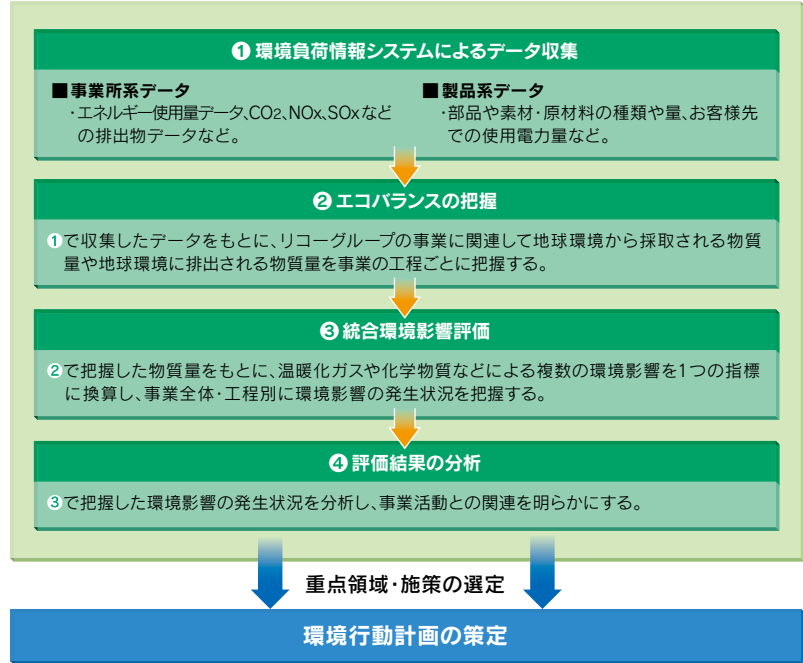 ❶環境負荷情報システムによるデータ収集
■事業所系データ
・エネルギー使用量データ、CO2、NOx、SOxなど
の排出物データなど。
■製品系データ
・部品や素材・原材料の種類や量、お客様先
での使用電力量など。
❷エコバランスの把握
❶で収集したデータをもとに、リコーグループの事業に関連して地球環境から採取される物質
量や地球環境に排出される物質量を事業の工程ごとに把握する。
❸統合環境影響評価
❷で把握した物質量をもとに、温暖化ガスや化学物質などによる複数の環境影響を1つの指標
に換算し、事業全体・工程別に環境影響の発生状況を把握する。
❹評価結果の分析
❸で把握した環境影響の発生状況を分析し、事業活動との関連を明らかにする。
重点領域・施策の選定
環境行動計画の策定